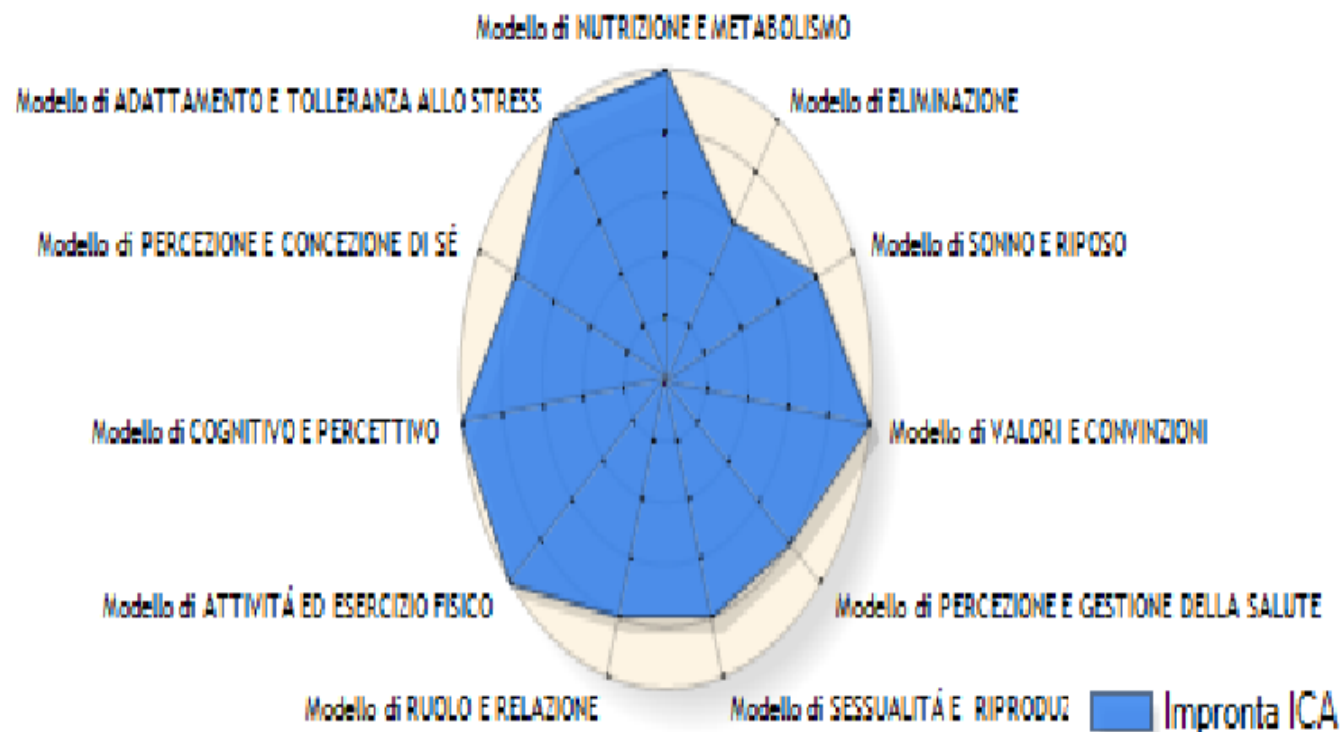 Modello di NUTRIZIONE E METABOLISMO
Modello di ADATTAMENTO E TOLLERANZA ALLO STRESS
Modello di ELIMINAZIONE
Modello di PERCEZIONE E CONCEZIONE DI SÉ
Modello di SONNO E RIPOSO
Modello di COGNITIVO E PERCETTIVO
Modello di VALORI E CONVINZIONI
Modello di ATTIVITÁ ED ESERCIZIO FISICO
Modello di PERCEZIONE E GESTIONE DELLA SALUTE
Modello di RUOLO E RELAZIONE
Modello di SESSUALITÁ E RIPRODUZ
Impronta ICA